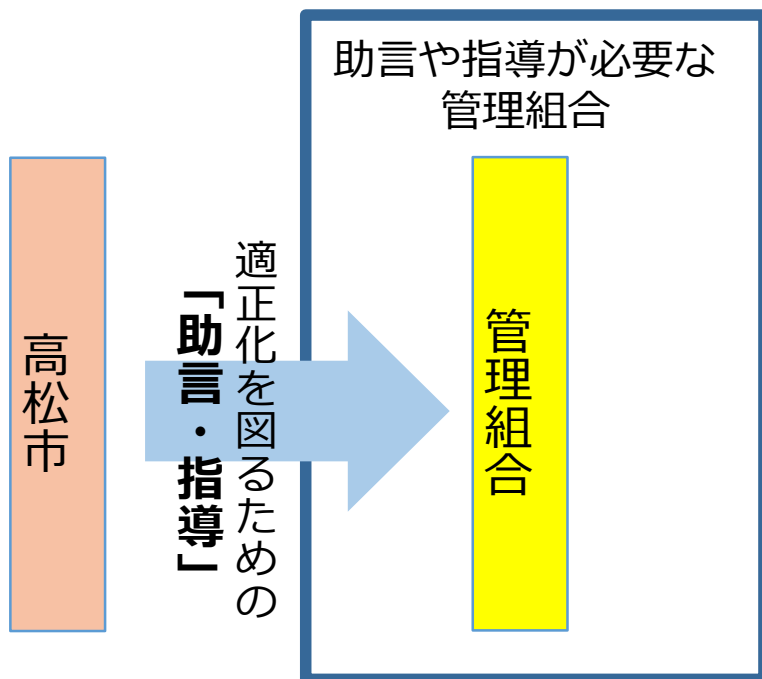 助言や指導が必要な
管理組合
高松市
適正化を図るための
「助言・指導」
管理組合